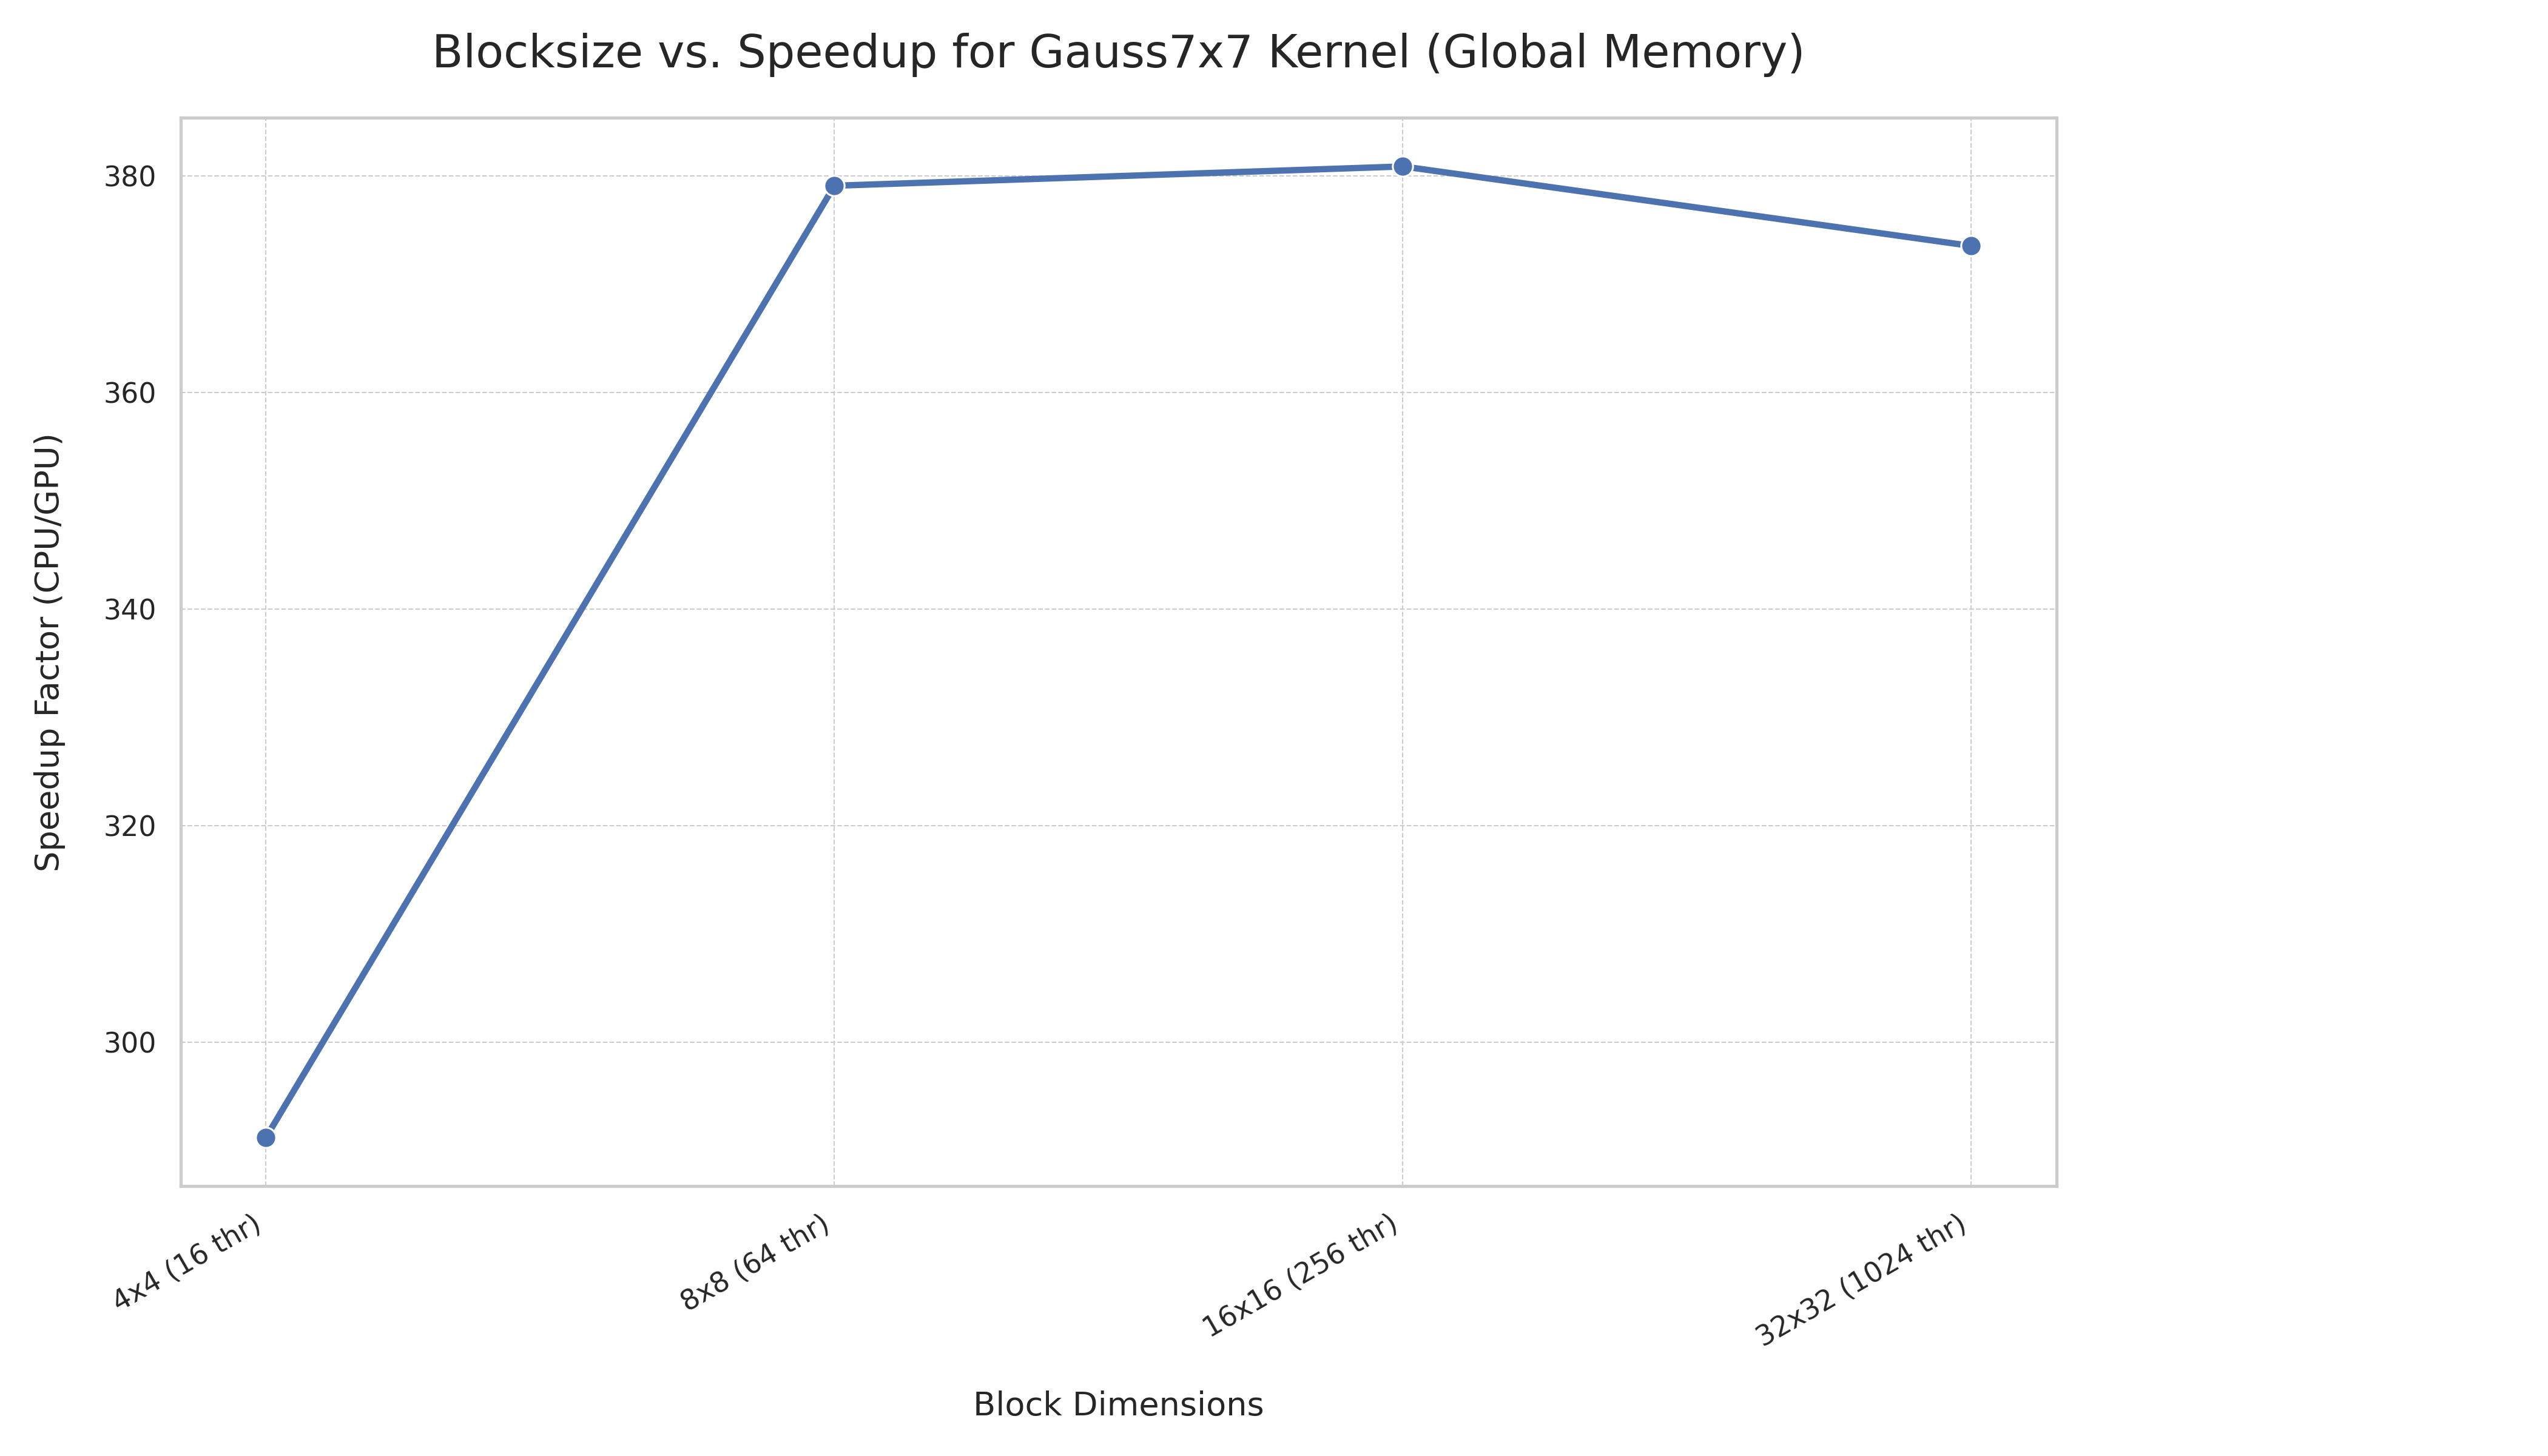 Blocksize vs. Speedup for Gauss7x7 Kernel (Global Memory)
Speedup Factor (CPU/GPU)
380
360
340
320
300
4x4 (16 thr)
8x8 (64 thr)
16x16 (256 thr)
32x32 (1024 thr)
Block Dimensions